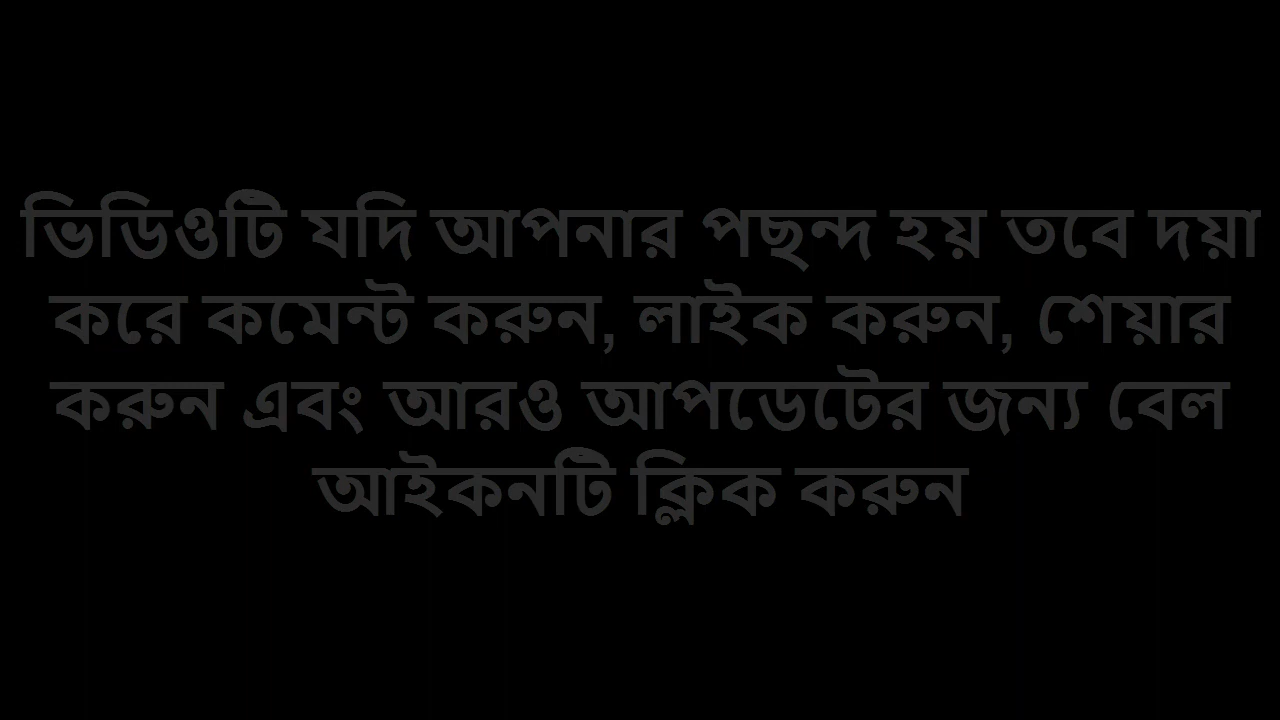 ভিডিওটি যদি আপনার পছন্দ হয় তবে দয়া
করে কমেন্ট করুন, লাইক করুন, শেয়ার
করুন এবং আরও আপডেটের জন্য বেল
আইকনটি ক্লিক করুন